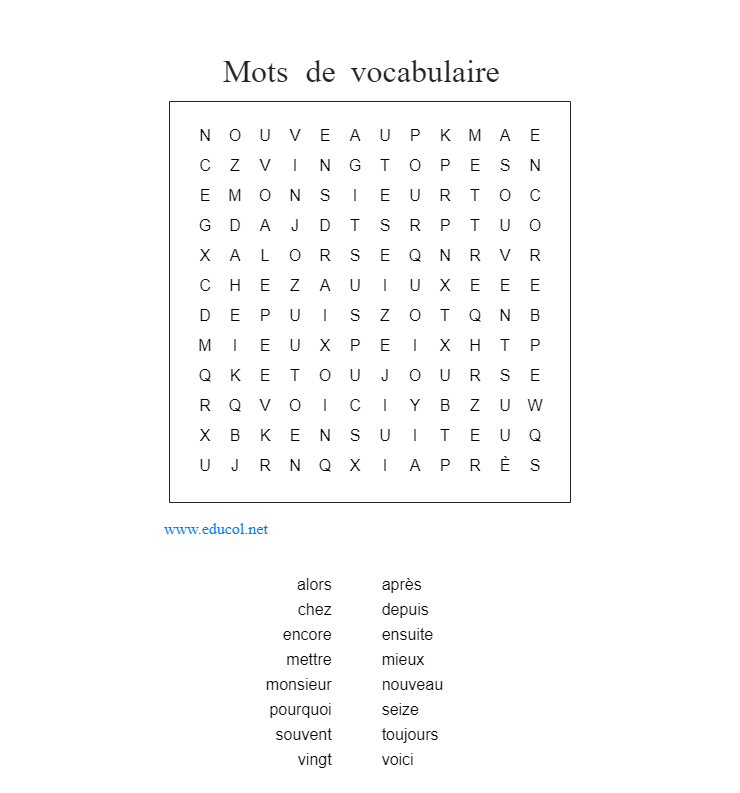 Mots de vocabulaire
N O U V E A U P K M A E
C Z V I N G T O P E S N
E M O N S I E U R T O C
G D A J D T S R P T U O
X A L O R S E Q N R V R
C H E Z A U I U X E E E
D E P U I S Z O T Q N B
M I E U X P E I X H T P
Q K E T O U J O U R S E
R Q V O I C I Y B Z U W
X B K E N S U I T E U Q
U J R N Q X I A P R È S
www.educol.net
alors après
chez depuis
encore ensuite
mettre mieux
monsieur nouveau
pourquoi seize
souvent toujours
vingt voici